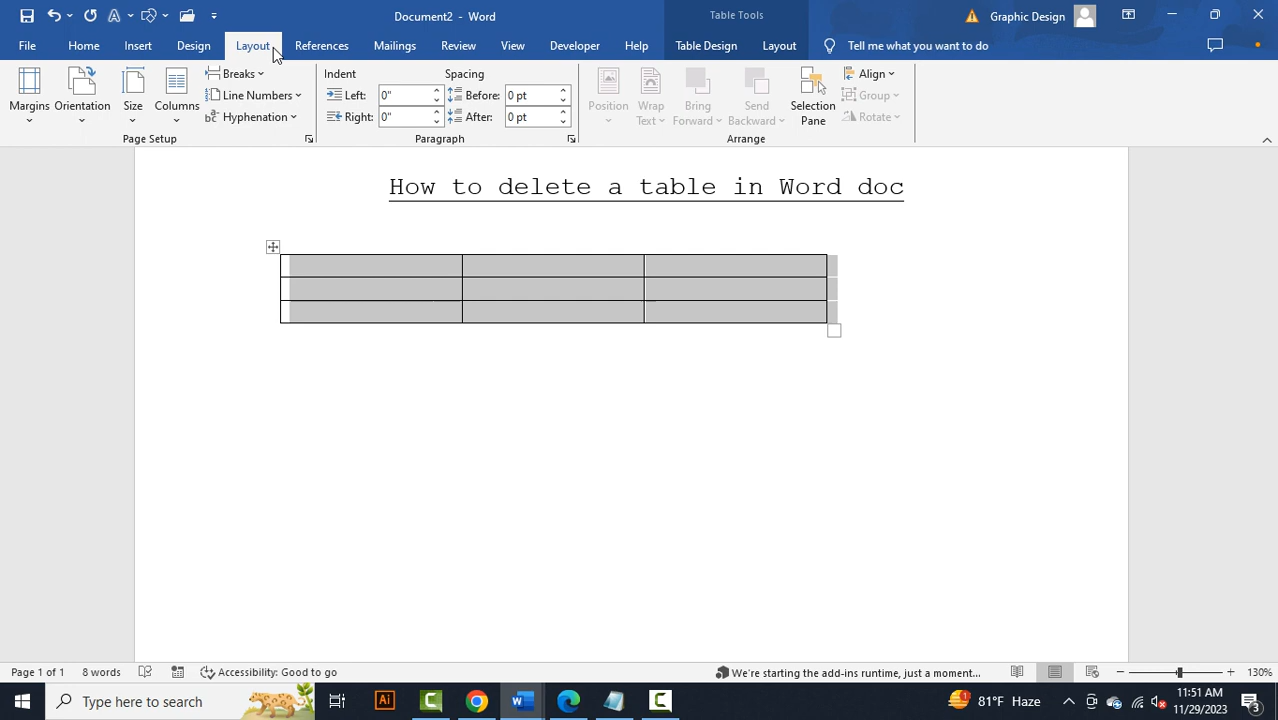 Document2 - Word
Table Tools
Graphic Design
File Home Insert Design Layout References Mailings Review View Developer Help Table Design Layout Tell me what you want to do
Margins Orientation Size Columns
Breaks
Line Numbers
Hyphenation
Page Setup
Indent Spacing
Left: 0" Before: 0 pt
Right: 0" After: 0 pt
Paragraph
Position Wrap Text Bring Forward Send Backward Selection Pane
Align
Group
Rotate
Arrange
How to delete a table in Word doc
Page 1 of 1 8 words Accessibility: Good to go We're starting the add-ins runtime, just a moment... 130%
Type here to search
Ai
1
81°F Haze
11:51 AM
11/29/2023
3